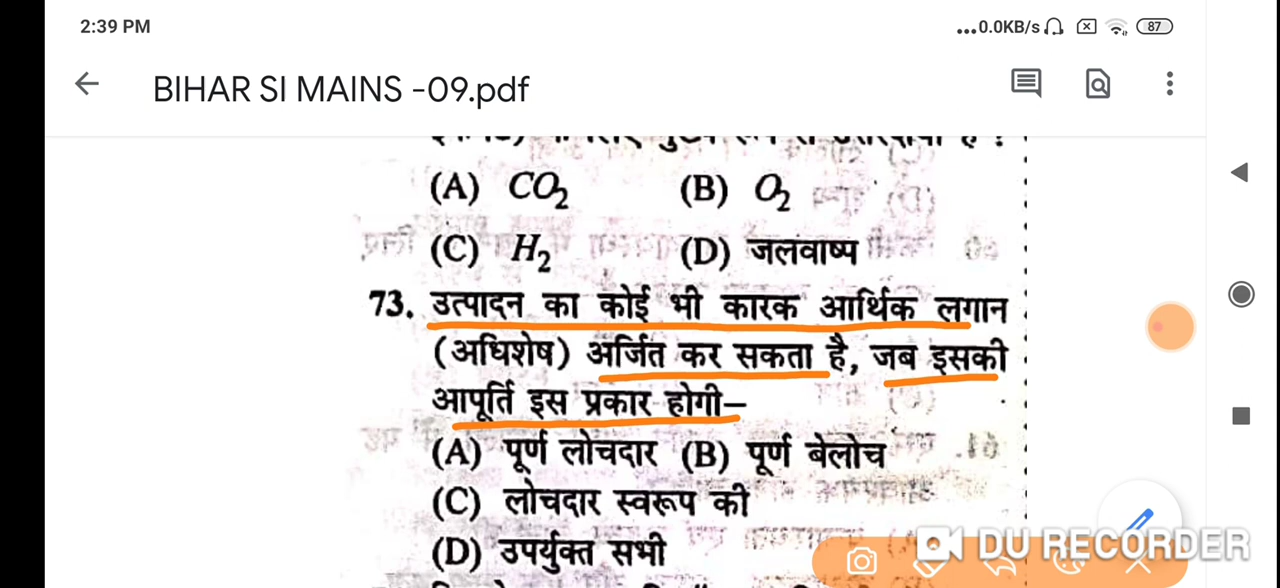 2:39 PM
...0.0KB/s
87
BIHAR SI MAINS -09.pdf
(A) CO₂ (B) O₂
(C) H₂ (D) जलवाष्प
73. उत्पादन का कोई भी कारक आर्थिक लगान
(अधिशेष) अर्जित कर सकता है, जब इसकी
आपूर्ति इस प्रकार होगी–
(A) पूर्ण लोचदार (B) पूर्ण बेलोच
(C) लोचदार स्वरूप की
(D) उपर्युक्त सभी
DU RECORDER